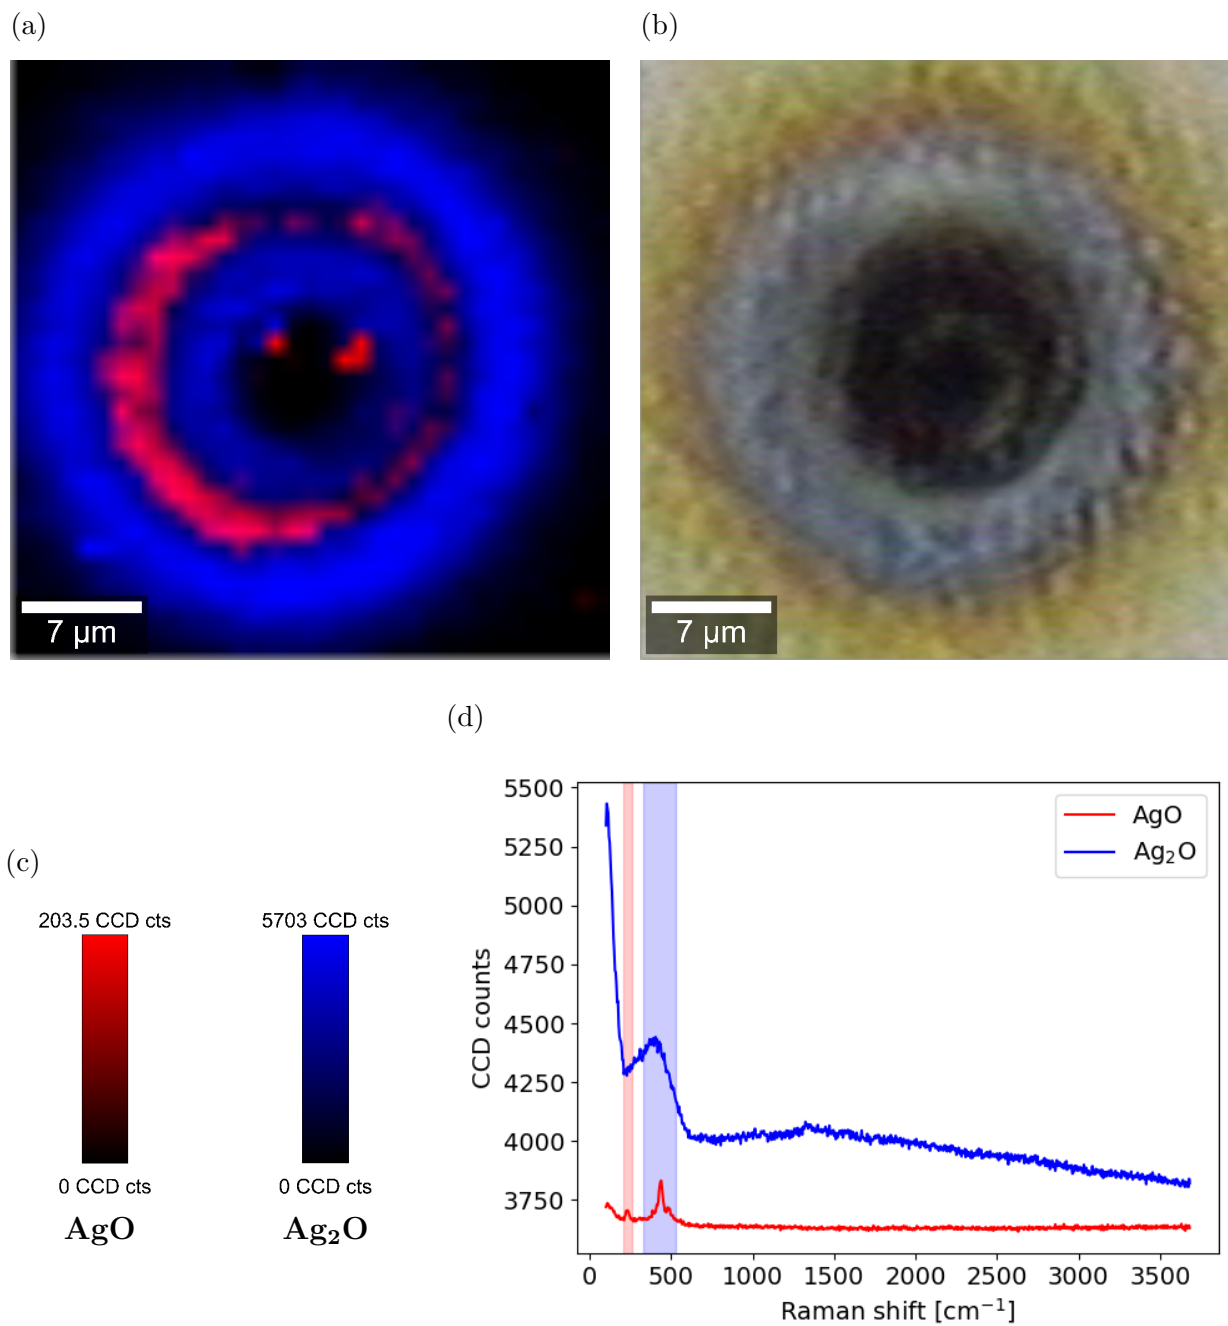 (a)
(b)
7 µm
7 µm
(d)
(c)
203.5 CCD cts
5703 CCD cts
0 CCD cts
0 CCD cts
AgO
Ag₂O
5500
5250
5000
4750
4500
4250
4000
3750
CCD counts
AgO
Ag₂O
0
500
1000
1500
2000
2500
3000
3500
Raman shift [cm⁻¹]